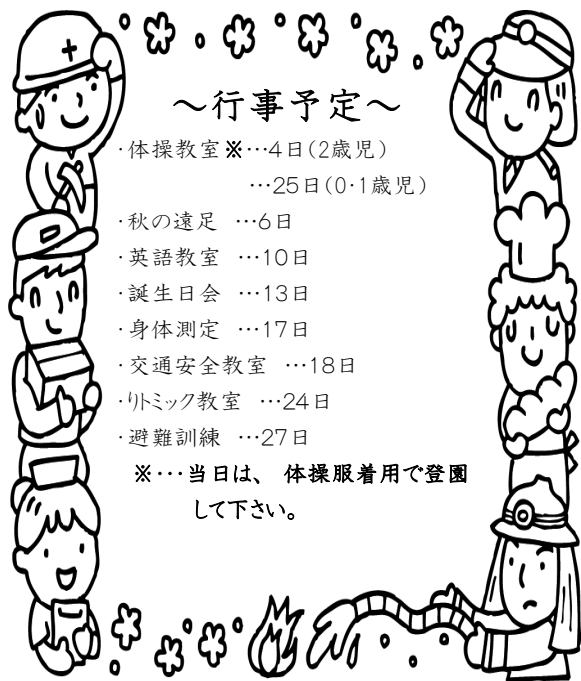 ～行事予定～
・体操教室※…4日（2歳児）
…25日（0・1歳児）
・秋の遠足　…6日
・英語教室　…10日
・誕生日会　…13日
・身体測定　…17日
・交通安全教室　…18日
・リトミック教室　…24日
・避難訓練　…27日
※・・・当日は、体操服着用で登園
して下さい。